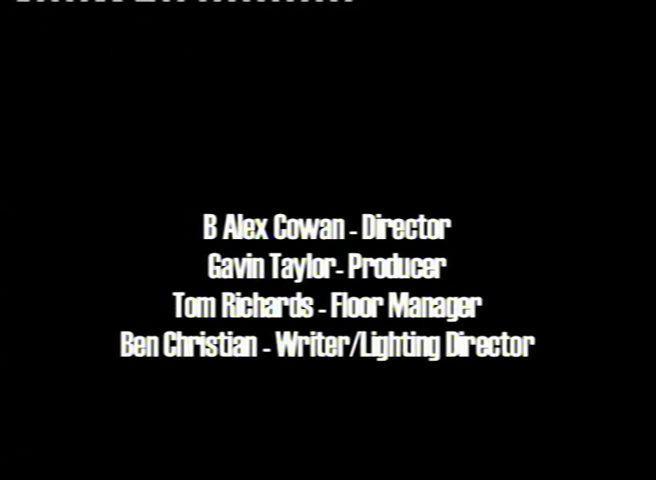 B Alex Cowan - Director
Gavin Taylor- Producer
Tom Richards - Floor Manager
Ben Christian - Writer/Lighting Director